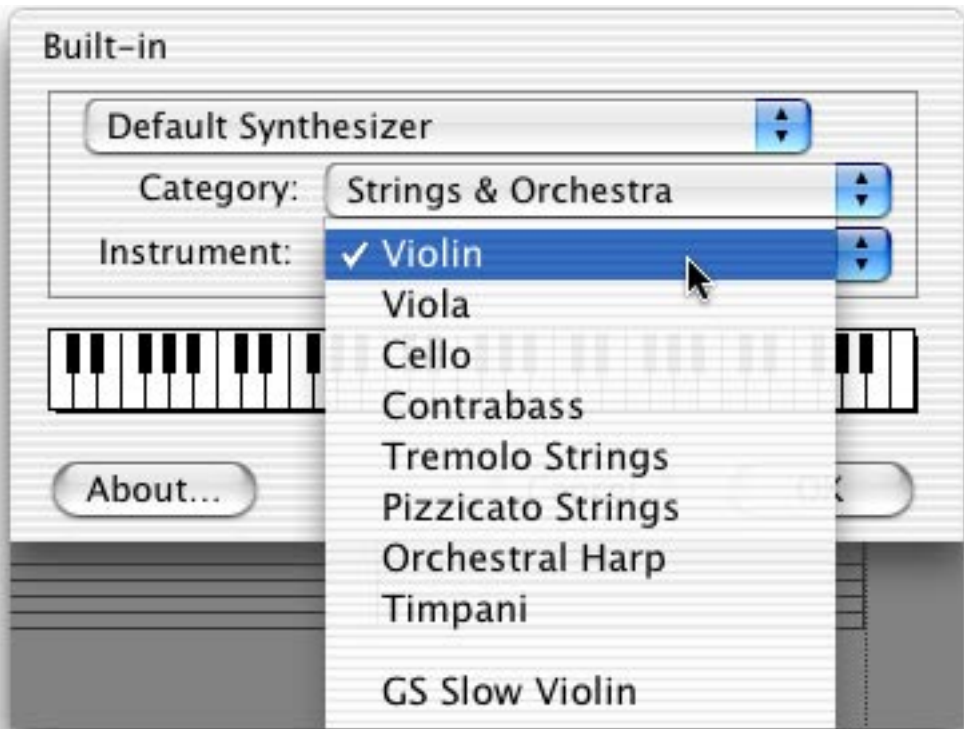 Built-in
Default Synthesizer
Category: Strings & Orchestra
Instrument: ✓ Violin
Viola
Cello
Contrabass
Tremolo Strings
Pizzicato Strings
Orchestral Harp
Timpani
About... OK
GS Slow Violin